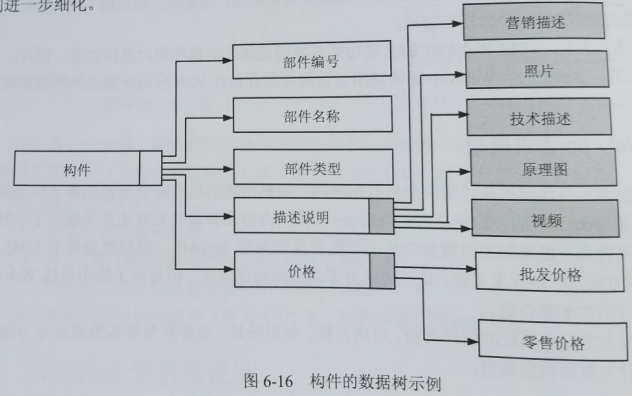 进一步细化。
营销描述
部件编号
照片
部件名称
技术描述
构件
部件类型
原理图
描述说明
视频
价格
批发价格
零售价格
图 6-16 构件的数据树示例